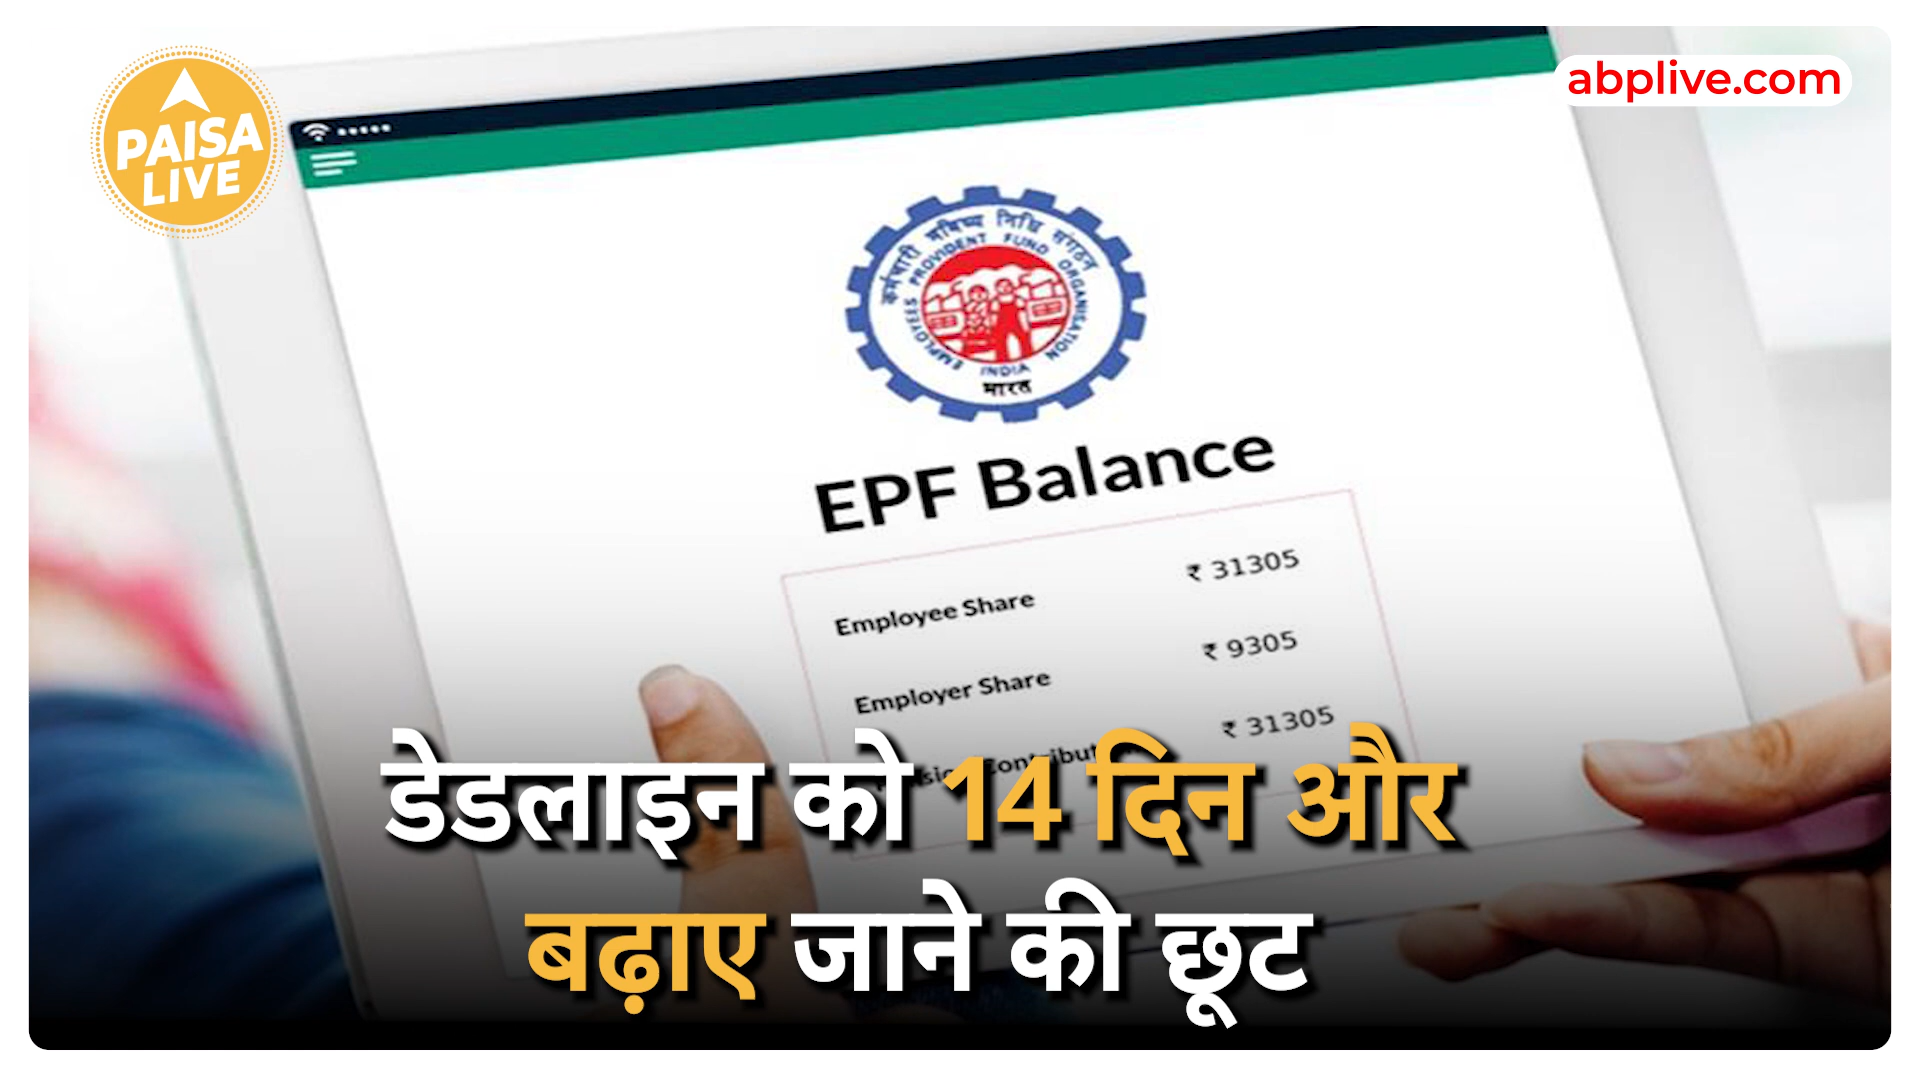 PAISA
LIVE
abplive.com
कर्मचारी भविष्य निधि संगठन
EMPLOYEES PROVIDENT FUND ORGANISATION
INDIA
भारत
EPF Balance
Employee Share ₹ 31305
Employer Share ₹ 9305
₹ 31305
डेडलाइन को 14 दिन और
बढ़ाए जाने की छूट